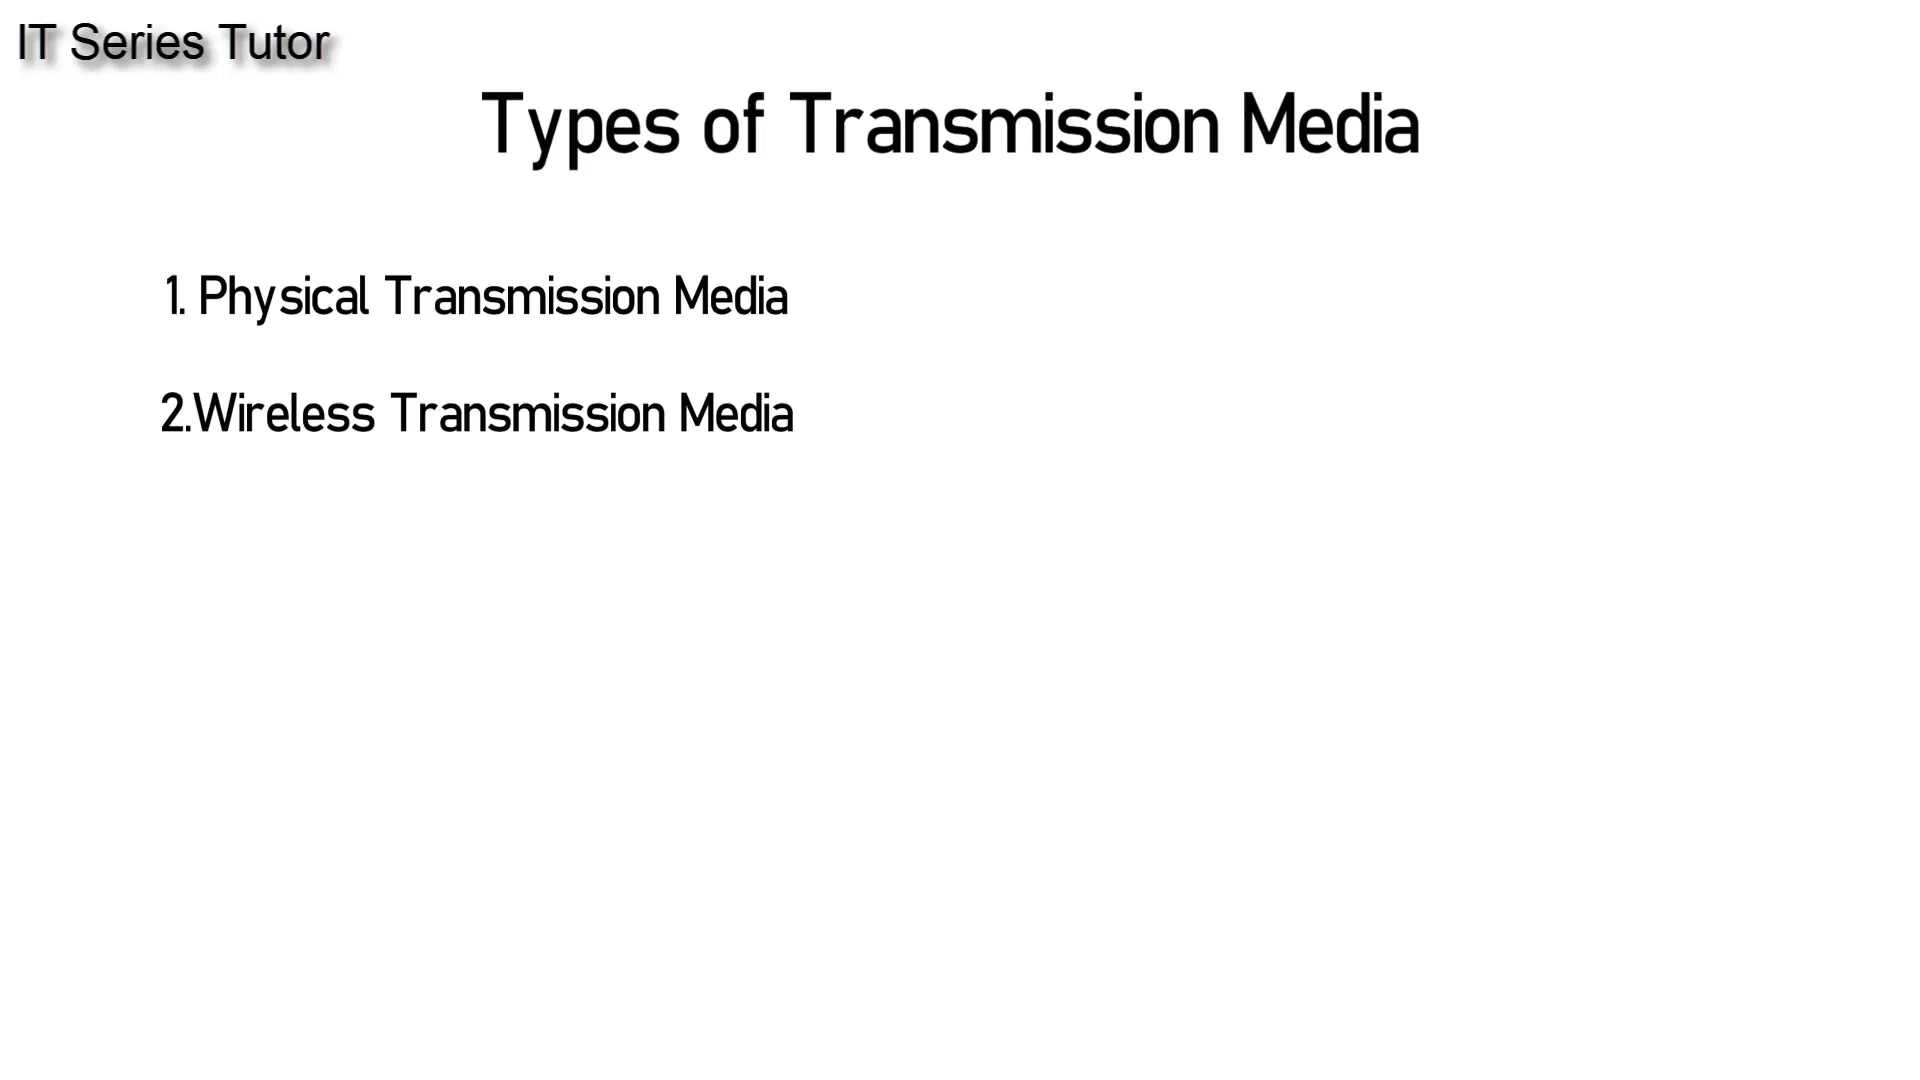 IT Series Tutor
Types of Transmission Media
1. Physical Transmission Media
2.Wireless Transmission Media